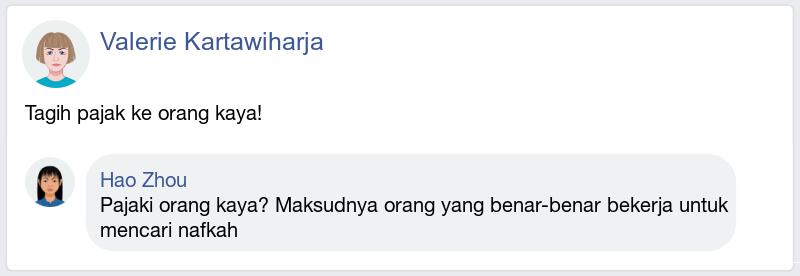 Valerie Kartawiharja
Tagih pajak ke orang kaya!
Hao Zhou
Pajaki orang kaya? Maksudnya orang yang benar-benar bekerja untuk
mencari nafkah